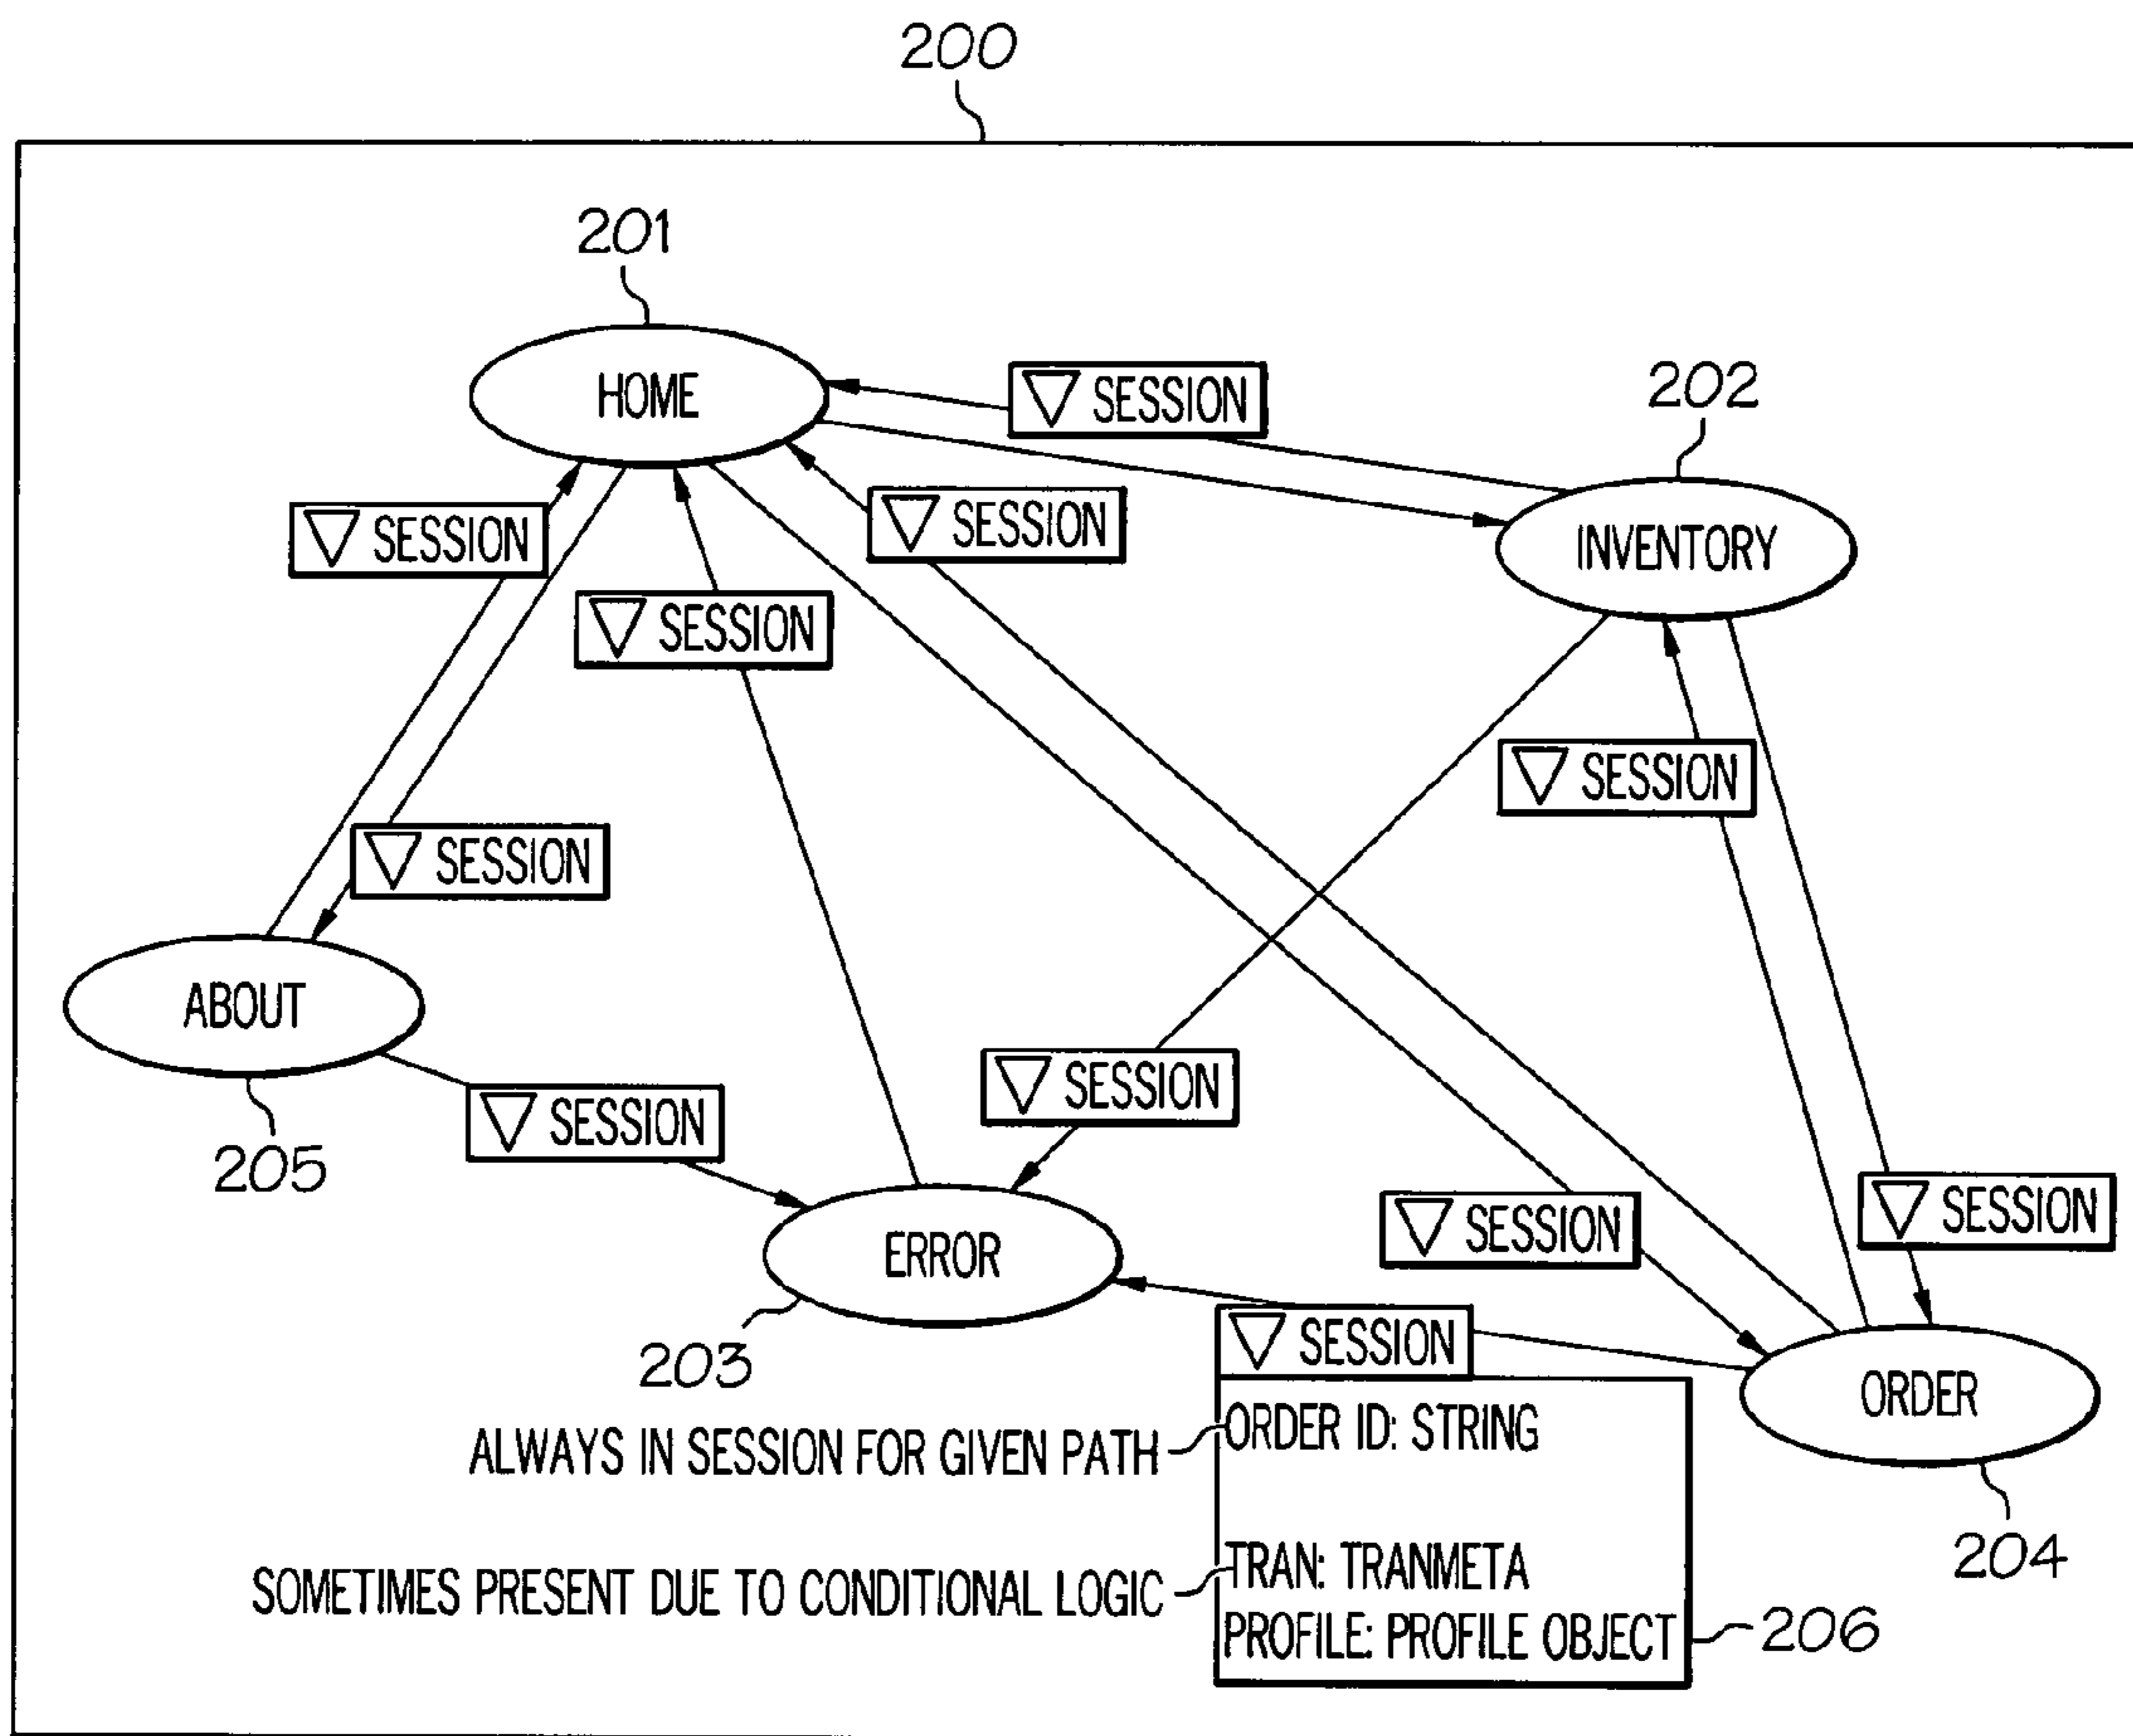 200
201
HOME
SESSION
202
SESSION
SESSION
INVENTORY
SESSION
SESSION
SESSION
ABOUT
SESSION
SESSION
205
SESSION
SESSION
ERROR
SESSION
203
ORDER
ALWAYS IN SESSION FOR GIVEN PATH
ORDER ID: STRING
204
SOMETIMES PRESENT DUE TO CONDITIONAL LOGIC
TRAN: TRANMETA
PROFILE: PROFILE OBJECT
206